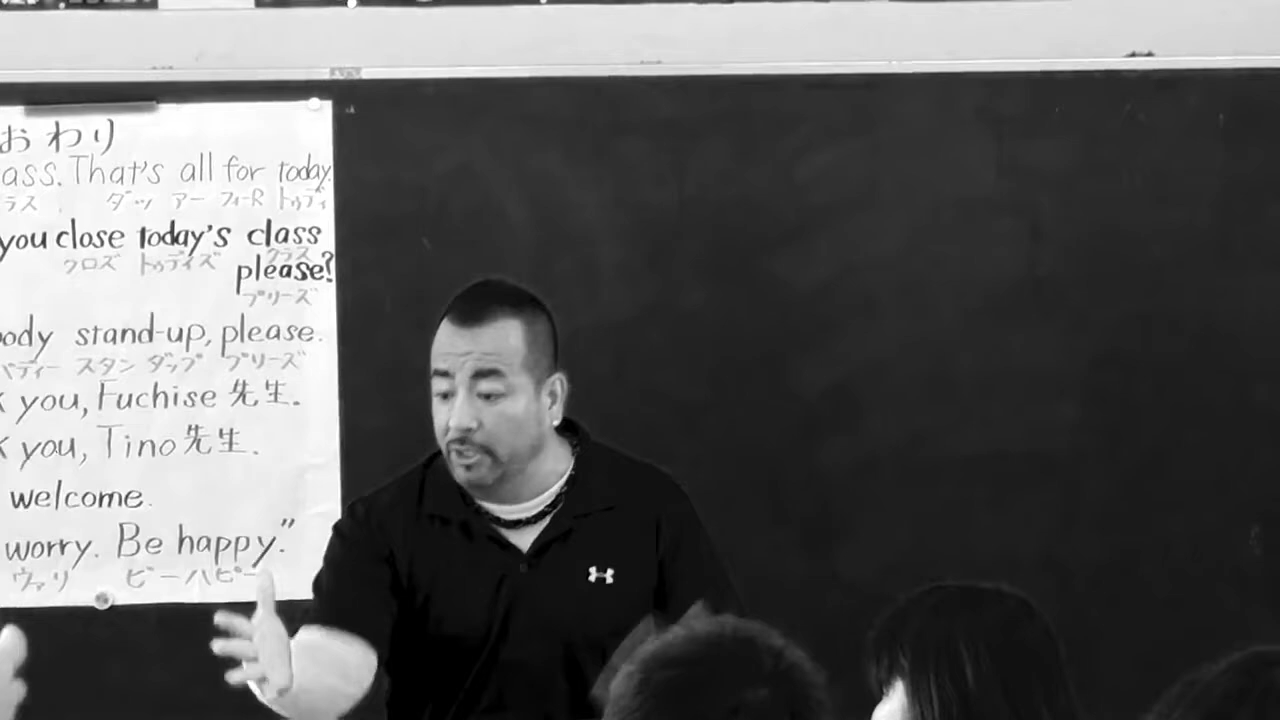 おわり
ass. That's all for today.
ラス ダッ アー フィーR トゥディ
you close today's class
クロズ トゥディズ クラス
please?
プリーズ
body stand-up, please.
バディー スタン ダップ プリーズ
k you, Fuchise 先生.
k you, Tino 先生.
welcome.
worry. Be happy."
ウァリ ビーハピー